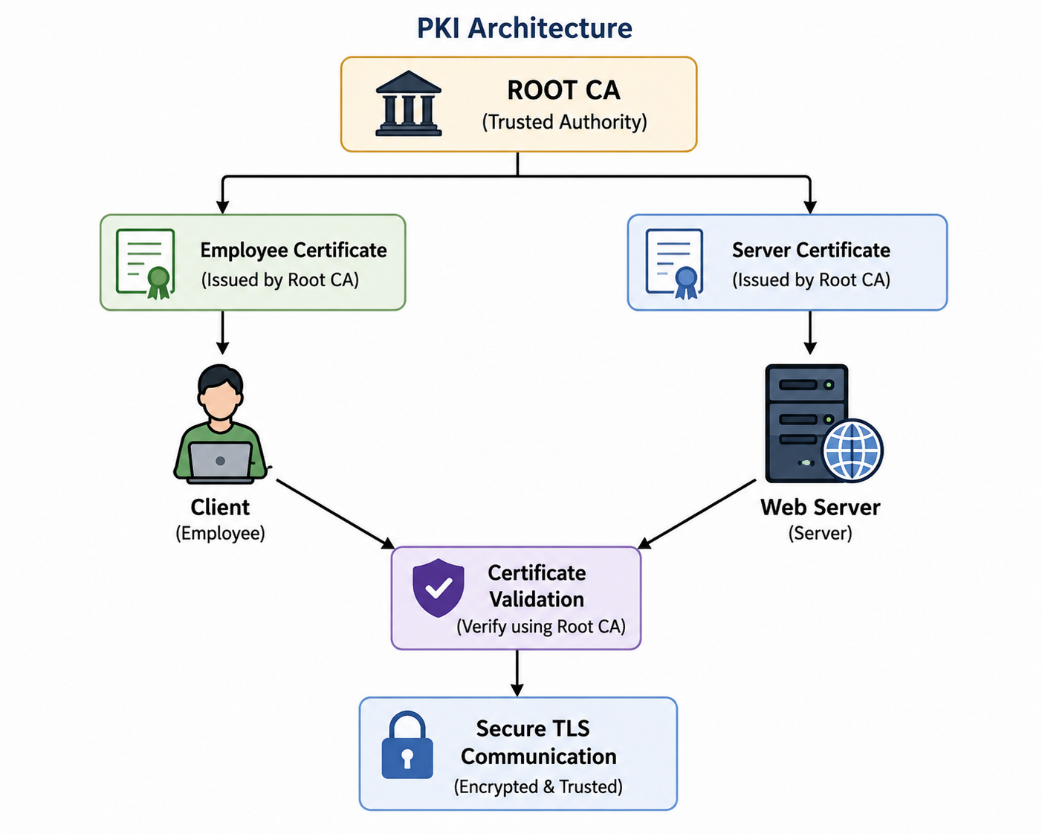 PKI Architecture
ROOT CA
(Trusted Authority)
Employee Certificate
(Issued by Root CA)
Server Certificate
(Issued by Root CA)
Client
(Employee)
Web Server
(Server)
Certificate
Validation
(Verify using Root CA)
Secure TLS
Communication
(Encrypted & Trusted)